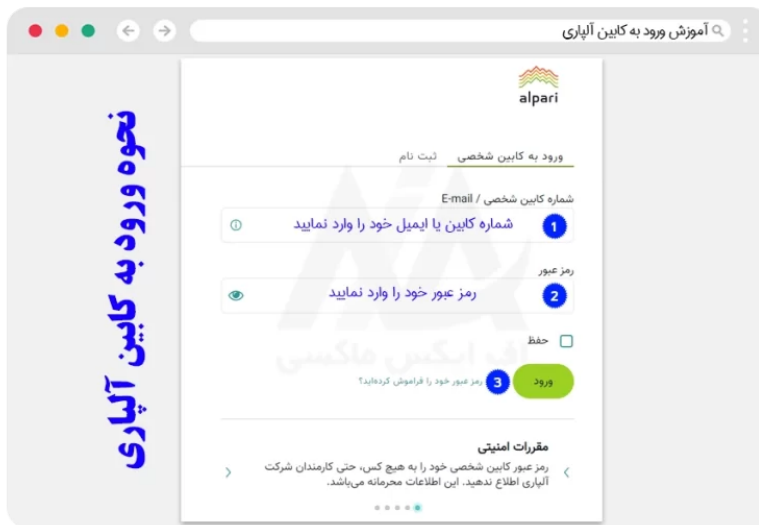 آموزش ورود به کابین آلپاری
نحوه ورود به کابین آلپاری
alpari
ورود به کابین شخصی
ثبت نام
شماره کابین شخصی / E-mail
1
شماره کابین یا ایمیل خود را وارد نمایید
رمز عبور
2
رمز عبور خود را وارد نمایید
حفظ
اف ایکس ماکسی
ورود
3
رمز عبور خود را فراموش کرده‌اید؟
مقررات امنیتی
رمز عبور کابین شخصی خود را به هیچ کس، حتی کارمندان شرکت
آلپاری اطلاع ندهید. این اطلاعات محرمانه می‌باشد.